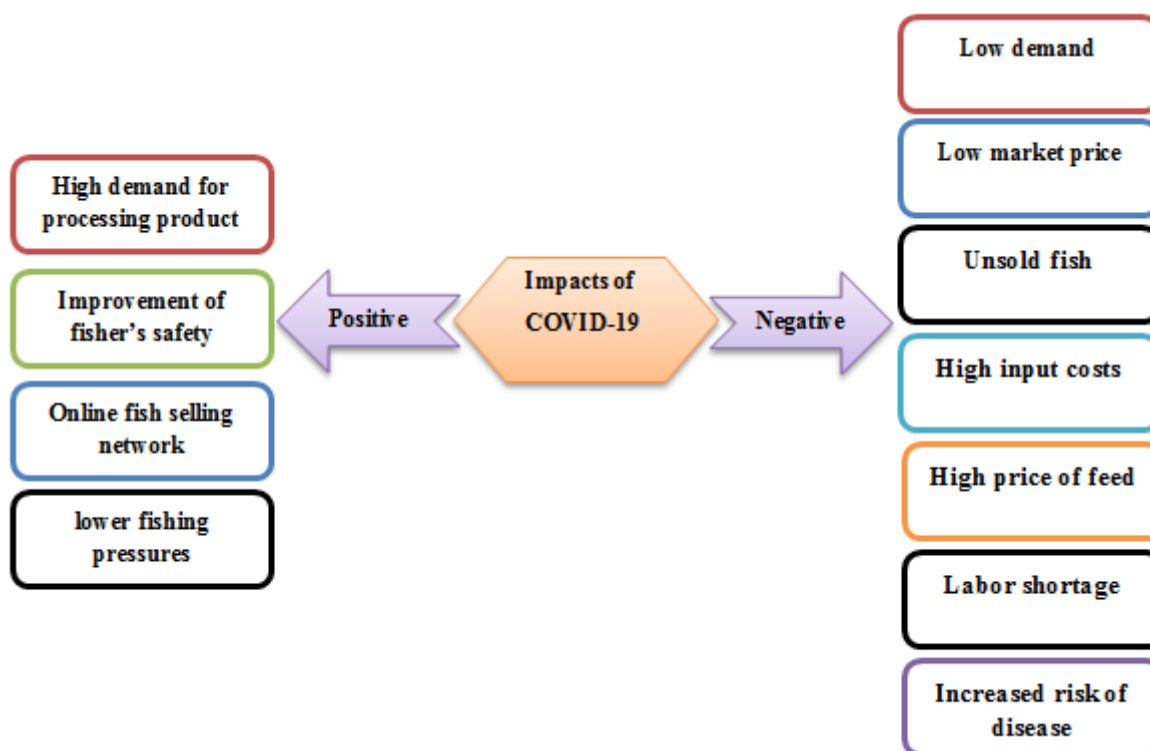 High demand for
processing product
Improvement of
fisher's safety
Online fish selling
network
lower fishing
pressures
Positive
Impacts of
COVID-19
Negative
Low demand
Low market price
Unsold fish
High input costs
High price of feed
Labor shortage
Increased risk of
disease